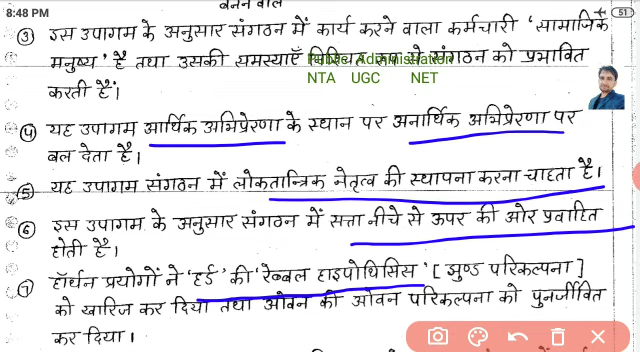 8:48 PM
51
③ इस उपागम के अनुसार संगठन में कार्य करने वाला कर्मचारी 'सामाजिक
मनुष्य' है तथा उसकी समस्याएँ निश्चित रूप से संगठन को प्रभावित
करती हैं।
Public Administration
NTA UGC NET
④ यह उपागम आर्थिक अभिप्रेरणा के स्थान पर अनार्थिक अभिप्रेरणा पर
बल देता है।
⑤ यह उपागम संगठन में लोकतान्त्रिक नेतृत्व की स्थापना करना चाहता है।
⑥ इस उपागम के अनुसार संगठन में सत्ता नीचे से ऊपर की ओर प्रवाहित
होती है।
⑦ हॉर्थन प्रयोगों ने 'हर्ड' की 'रेब्बल हाइपोथिसिस' [झुण्ड परिकल्पना]
को खारिज कर दिया तथा ओवन की ओवन परिकल्पना को पुनर्जीवित
कर दिया।